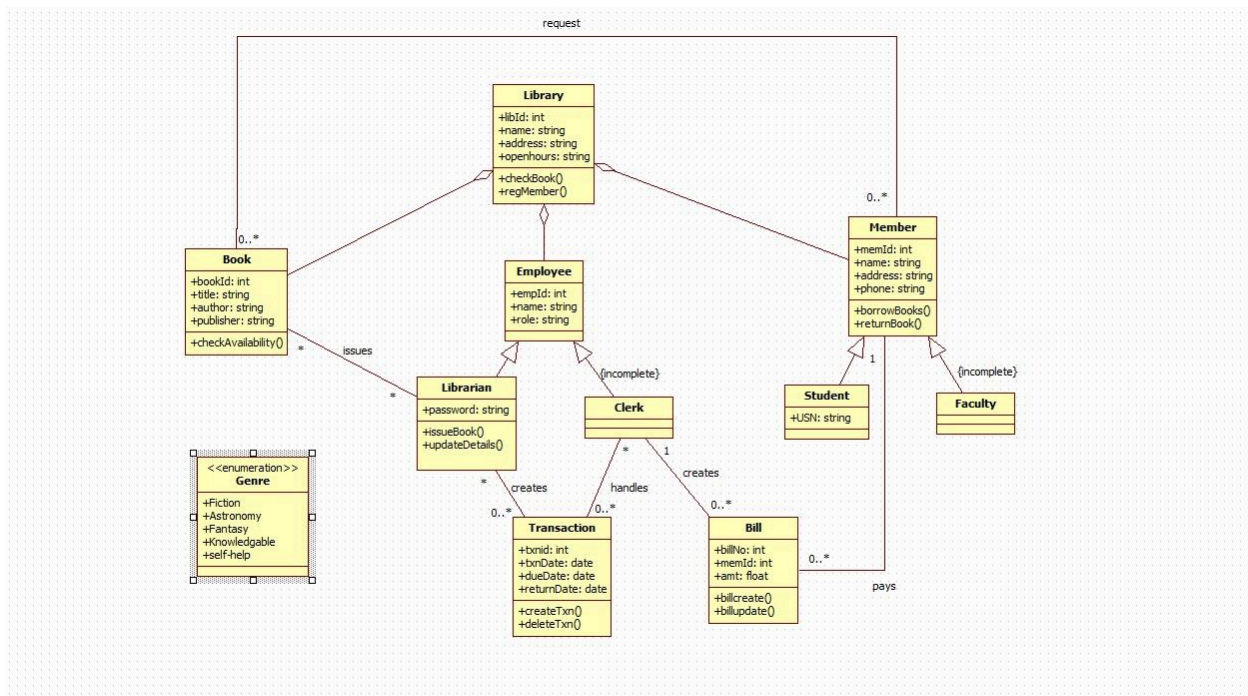 request
Library
+libId: int
+name: string
+address: string
+openhours: string
+checkBook()
+regMember()
0..*
Member
+memId: int
+name: string
+address: string
+phone: string
+borrowBooks()
+returnBook()
0..*
Book
+bookId: int
+title: string
+author: string
+publisher: string
+checkAvailability()
Employee
+empId: int
+name: string
+role: string
*
issues
*
{incomplete}
1
{incomplete}
Librarian
+password: string
+issueBook()
+updateDetails()
Clerk
Student
+USN: string
Faculty
<<enumeration>>
Genre
+Fiction
+Astronomy
+Fantasy
+Knowledgable
+self-help
*
creates
0..*
*
handles
0..*
1
creates
0..*
Transaction
+txnid: int
+txnDate: date
+dueDate: date
+returnDate: date
+createTxn()
+deleteTxn()
Bill
+billNo: int
+memId: int
+amt: float
+billcreate()
+billupdate()
0..*
pays